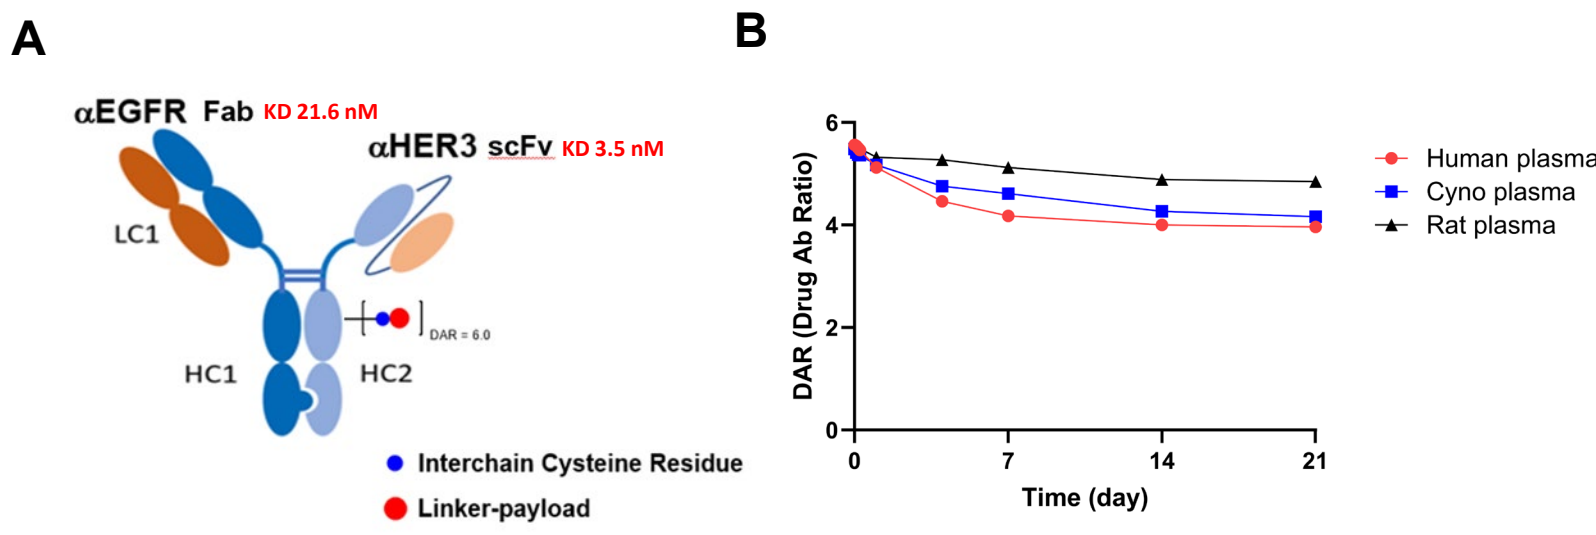 A
αEGFR Fab KD 21.6 nM
αHER3 scFv KD 3.5 nM
LC1
DAR = 6.0
HC1
HC2
Interchain Cysteine Residue
Linker-payload
B
DAR (Drug Ab Ratio)
6
4
2
0
0 7 14 21
Time (day)
Human plasma
Cyno plasma
Rat plasma